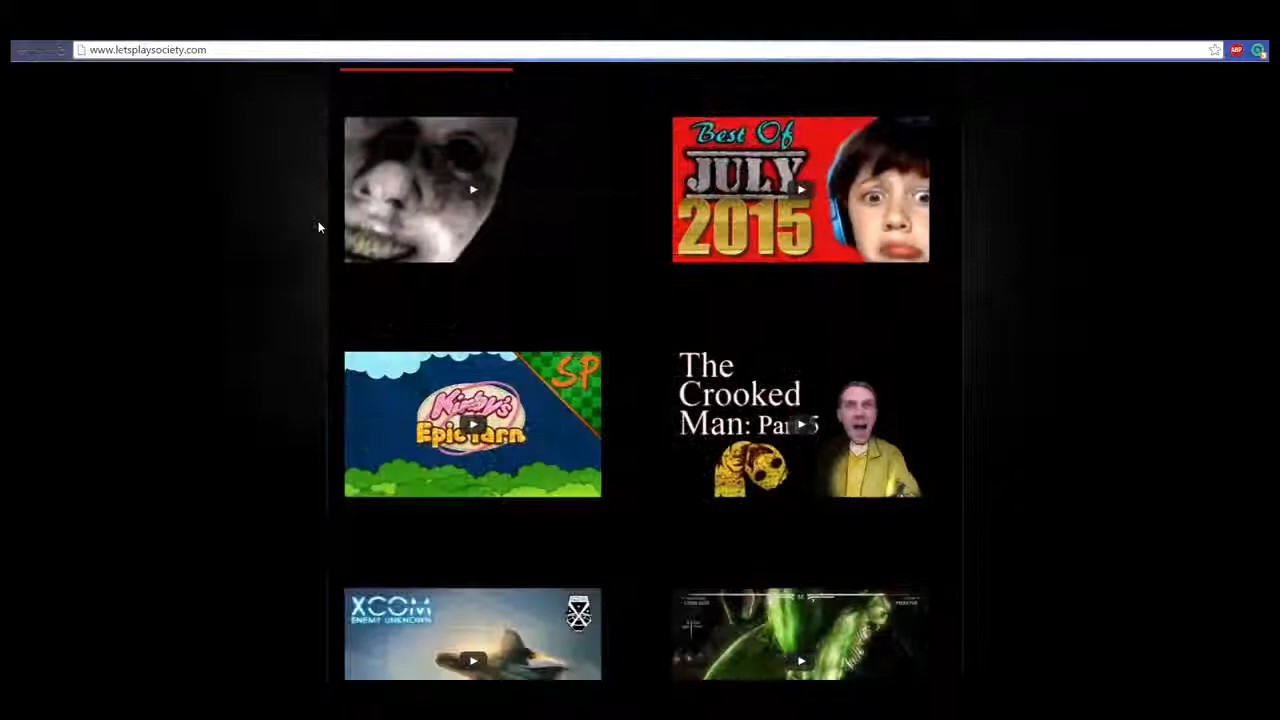 www.letsplaysociety.com
ABP
Best Of
JULY
2015
Kirby's
Epic Yarn
SP
The
Crooked
Man: Part 5
XCOM
ENEMY UNKNOWN